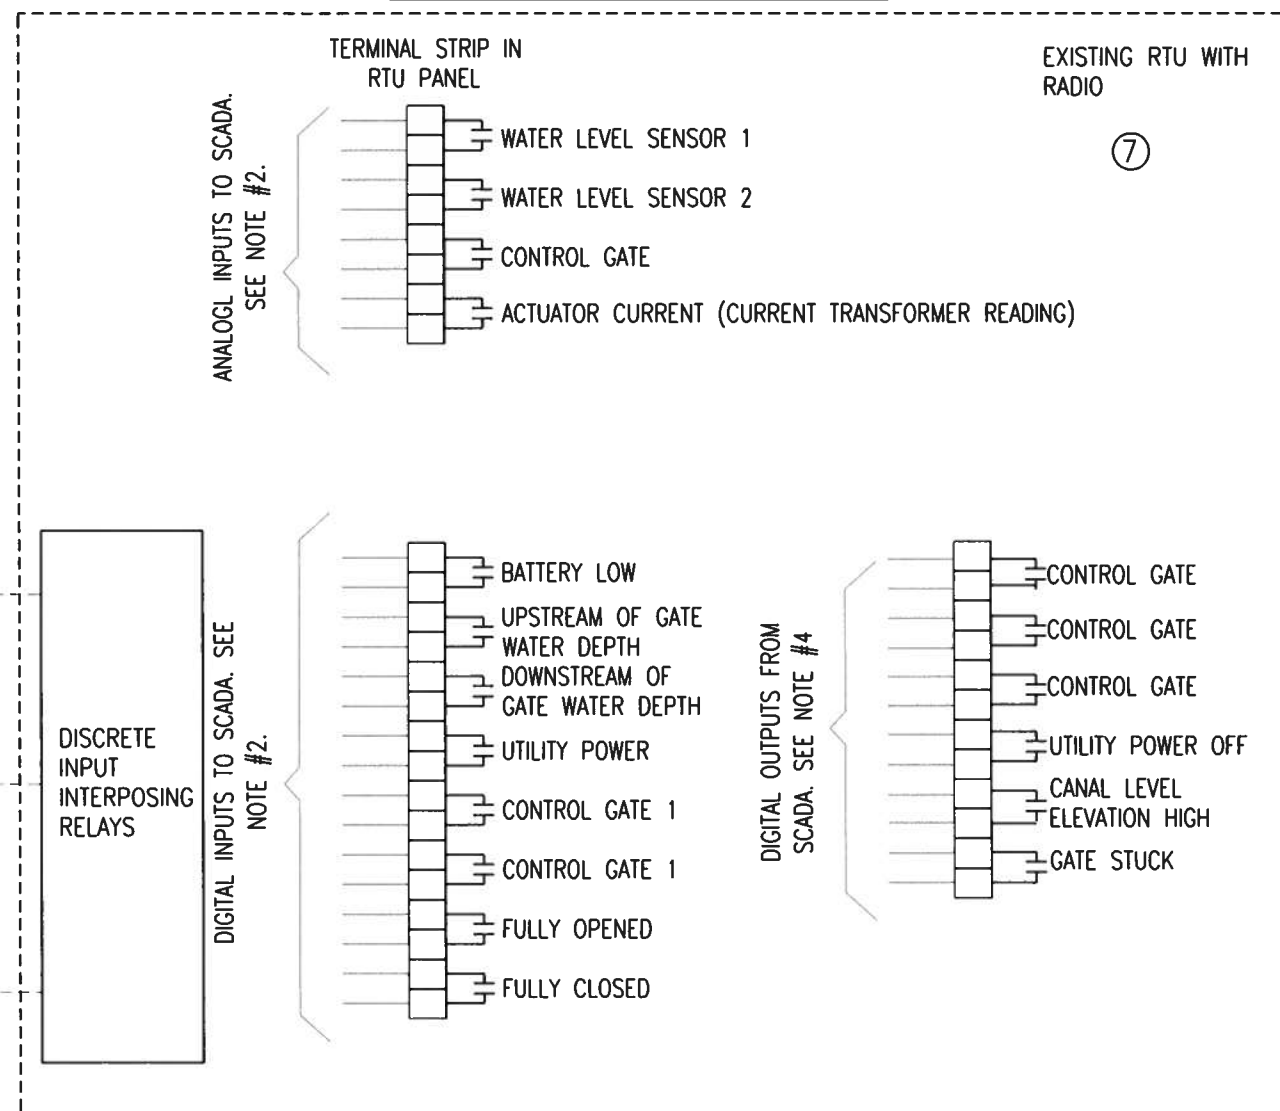 TERMINAL STRIP IN
RTU PANEL
EXISTING RTU WITH
RADIO
7
ANALOGL INPUTS TO SCADA.
SEE NOTE #2.
WATER LEVEL SENSOR 1
WATER LEVEL SENSOR 2
CONTROL GATE
ACTUATOR CURRENT (CURRENT TRANSFORMER READING)
DISCRETE
INPUT
INTERPOSING
RELAYS
DIGITAL INPUTS TO SCADA. SEE
NOTE #2.
BATTERY LOW
UPSTREAM OF GATE
WATER DEPTH
DOWNSTREAM OF
GATE WATER DEPTH
UTILITY POWER
CONTROL GATE 1
CONTROL GATE 1
FULLY OPENED
FULLY CLOSED
DIGITAL OUTPUTS FROM
SCADA. SEE NOTE #4
CONTROL GATE
CONTROL GATE
CONTROL GATE
UTILITY POWER OFF
CANAL LEVEL
ELEVATION HIGH
GATE STUCK